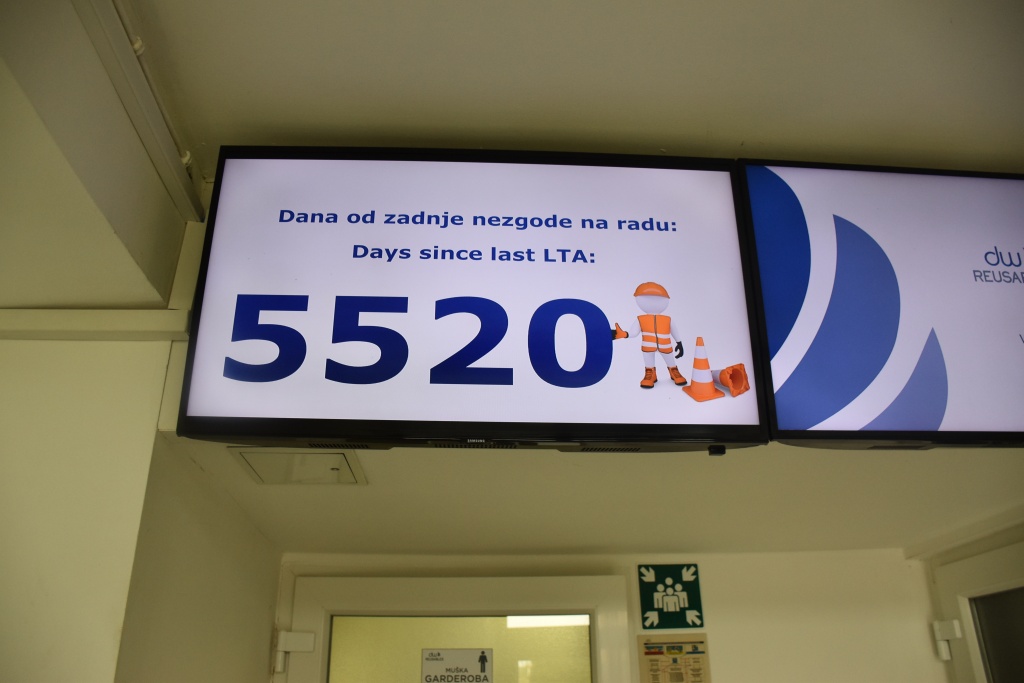 Dana od zadnje nezgode na radu:
Days since last LTA:
5520
SAMSUNG
MUŠKA
GARDEROBA